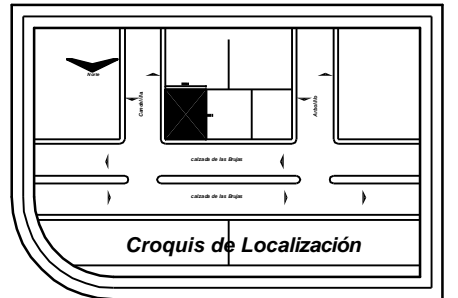 Norte
Candelilla
Arbolillo
calzada de las Brujas
calzada de las Brujas
Croquis de Localización